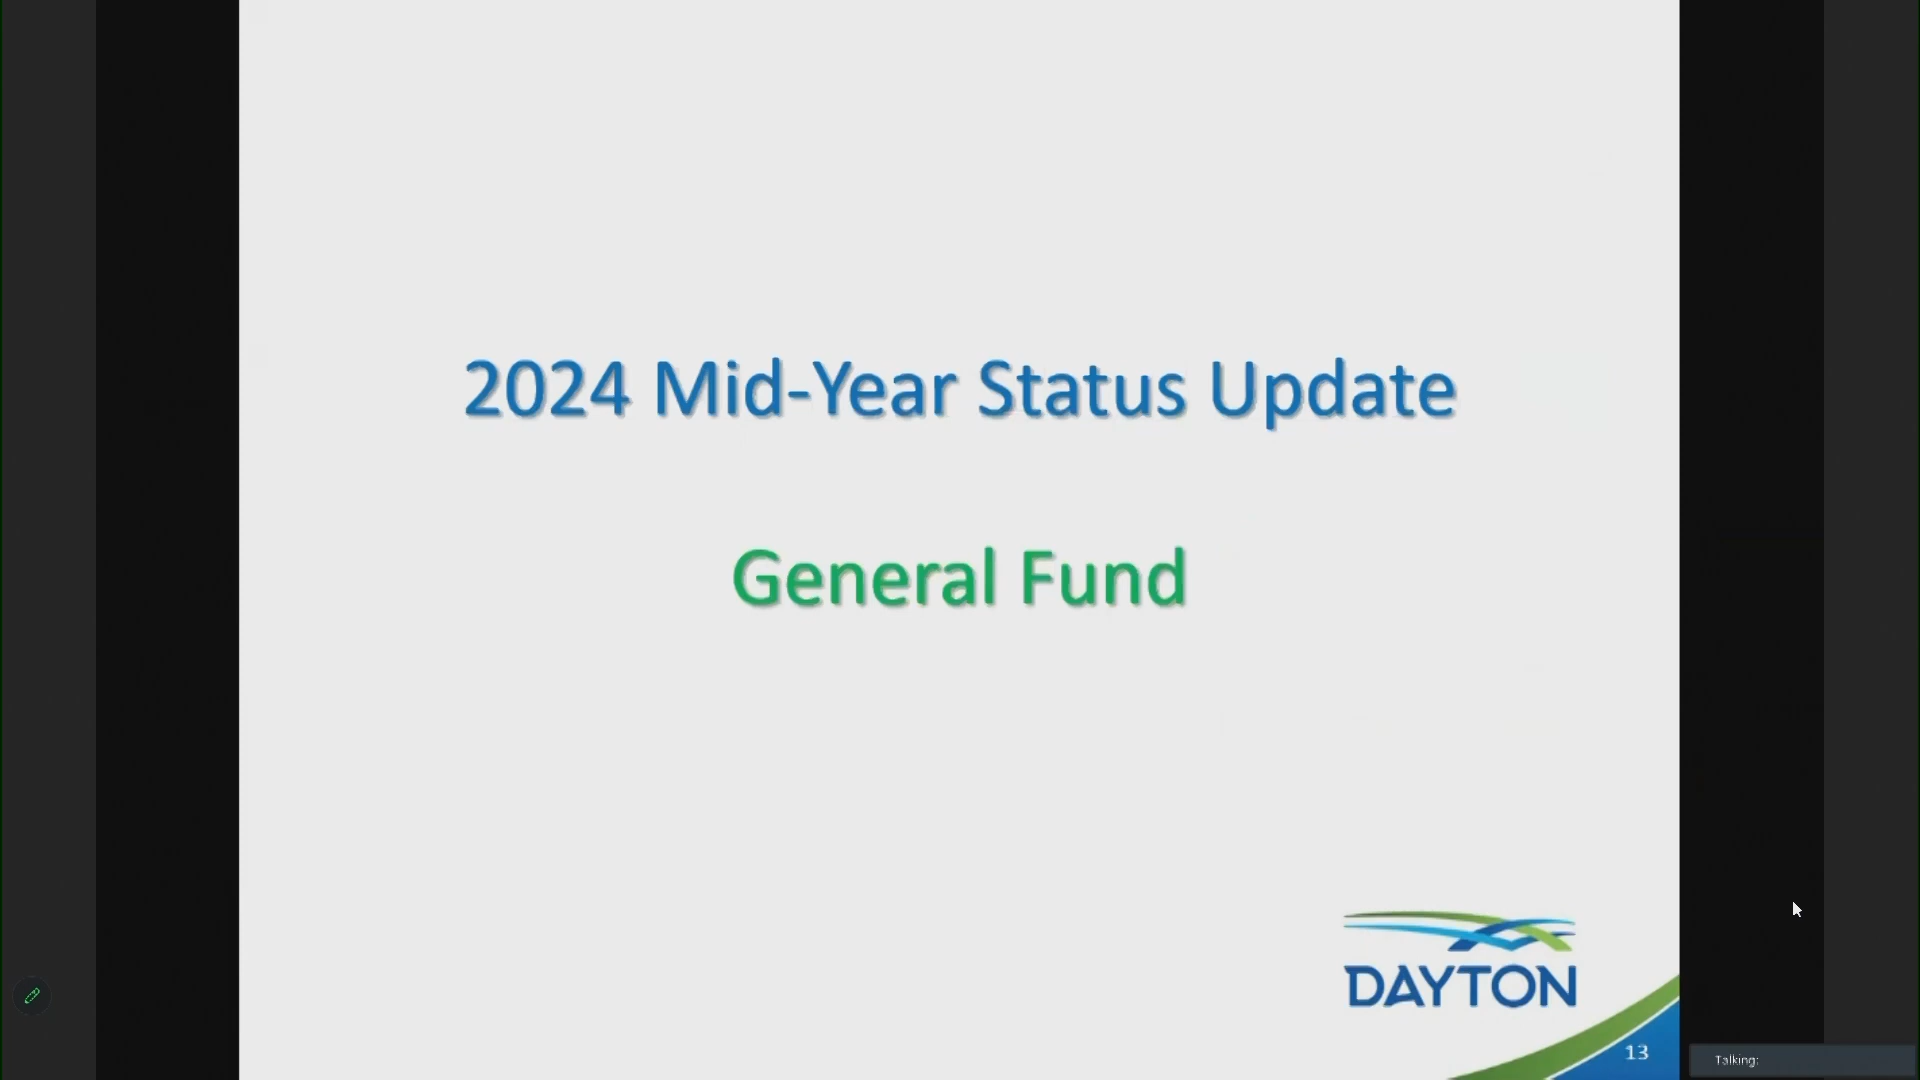 2024 Mid-Year Status Update
General Fund
DAYTON
13
Talking: